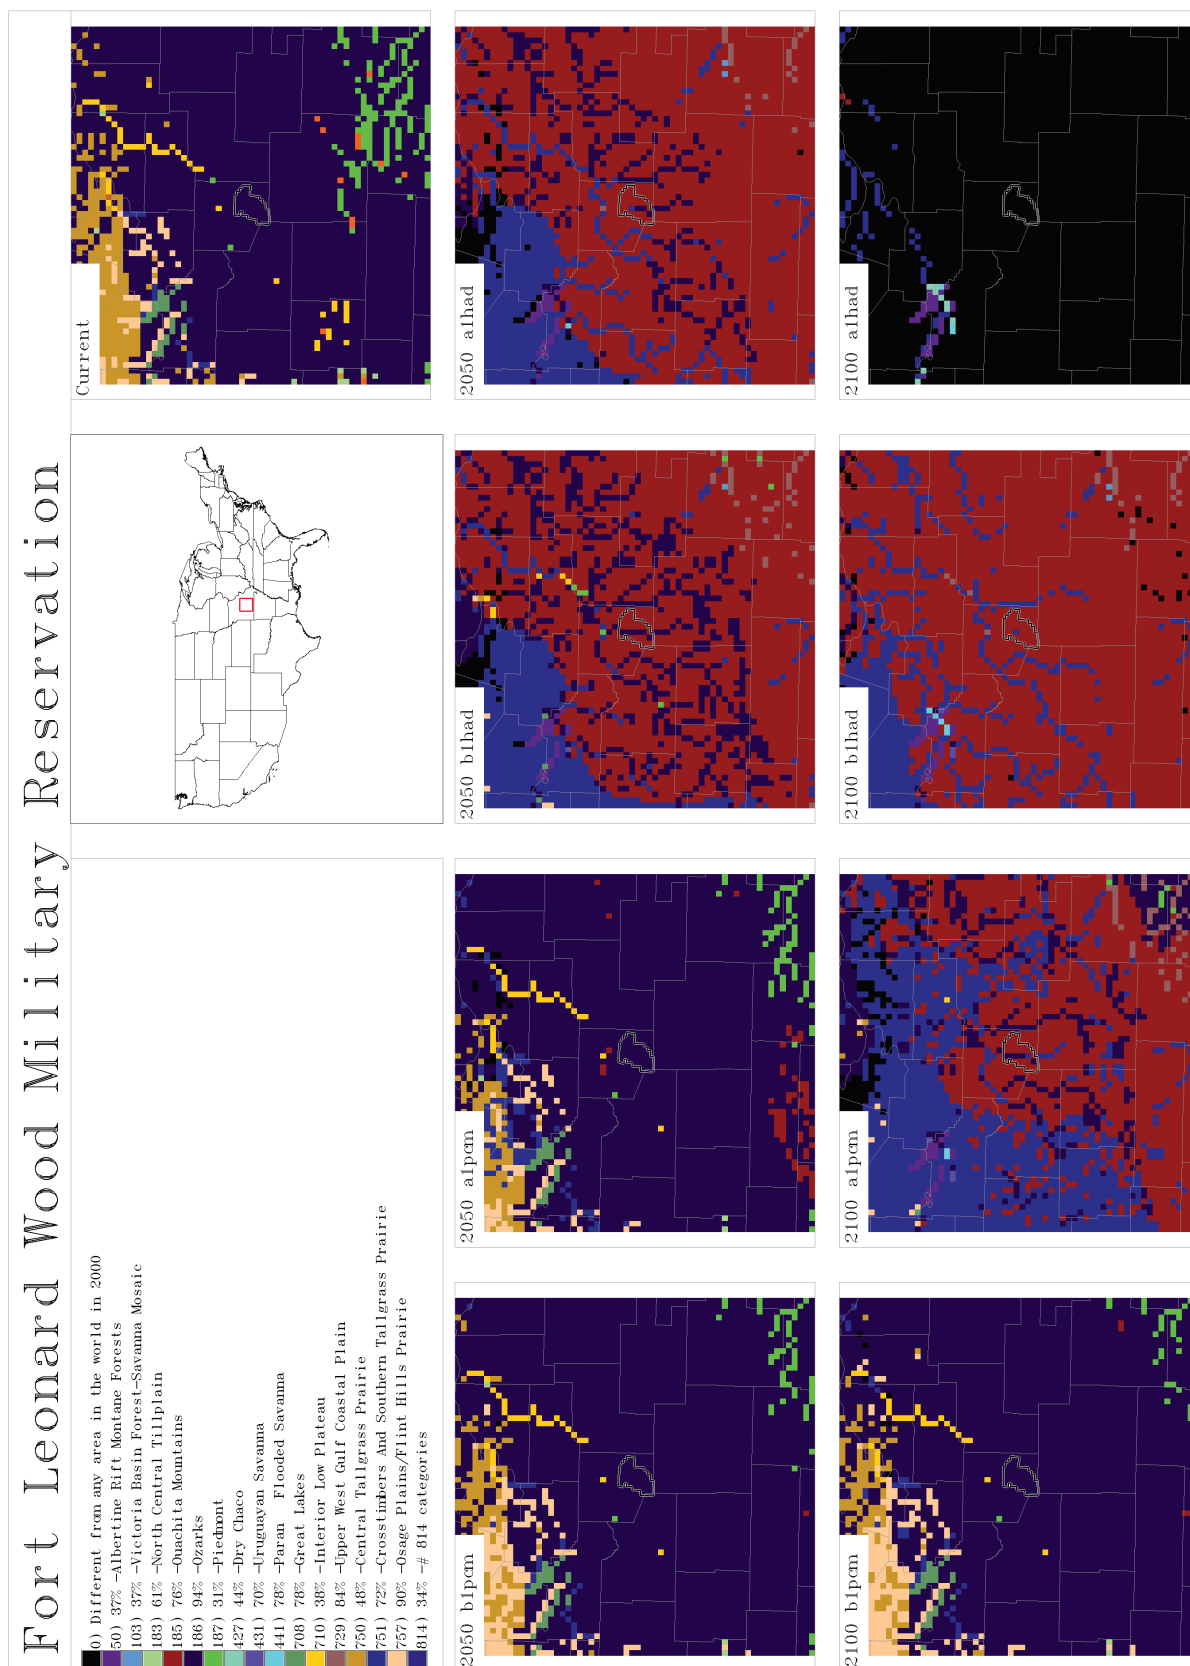 Fort Leonard Wood Military Reservation
0) Different from any area in the world in 2000
50) 37% -Albertine Rift Montane Forests
103) 37% -Victoria Basin Forest-Savanna Mosaic
183) 61% -North Central Tillplain
185) 76% -Ouachita Mountains
186) 94% -Ozarks
187) 31% -Piedmont
427) 44% -Dry Chaco
431) 70% -Uruguayan Savanna
441) 78% -Paran Flooded Savanna
708) 78% -Great Lakes
710) 38% -Interior Low Plateau
729) 84% -Upper West Gulf Coastal Plain
750) 48% -Central Tallgrass Prairie
751) 72% -Crosstimbers And Southern Tallgrass Prairie
757) 90% -Osage Plains/Flint Hills Prairie
814) 34% -# 814 categories
Current
2050 b1pcm
2050 a1pcm
2050 b1had
2050 a1had
2100 b1pcm
2100 a1pcm
2100 b1had
2100 a1had